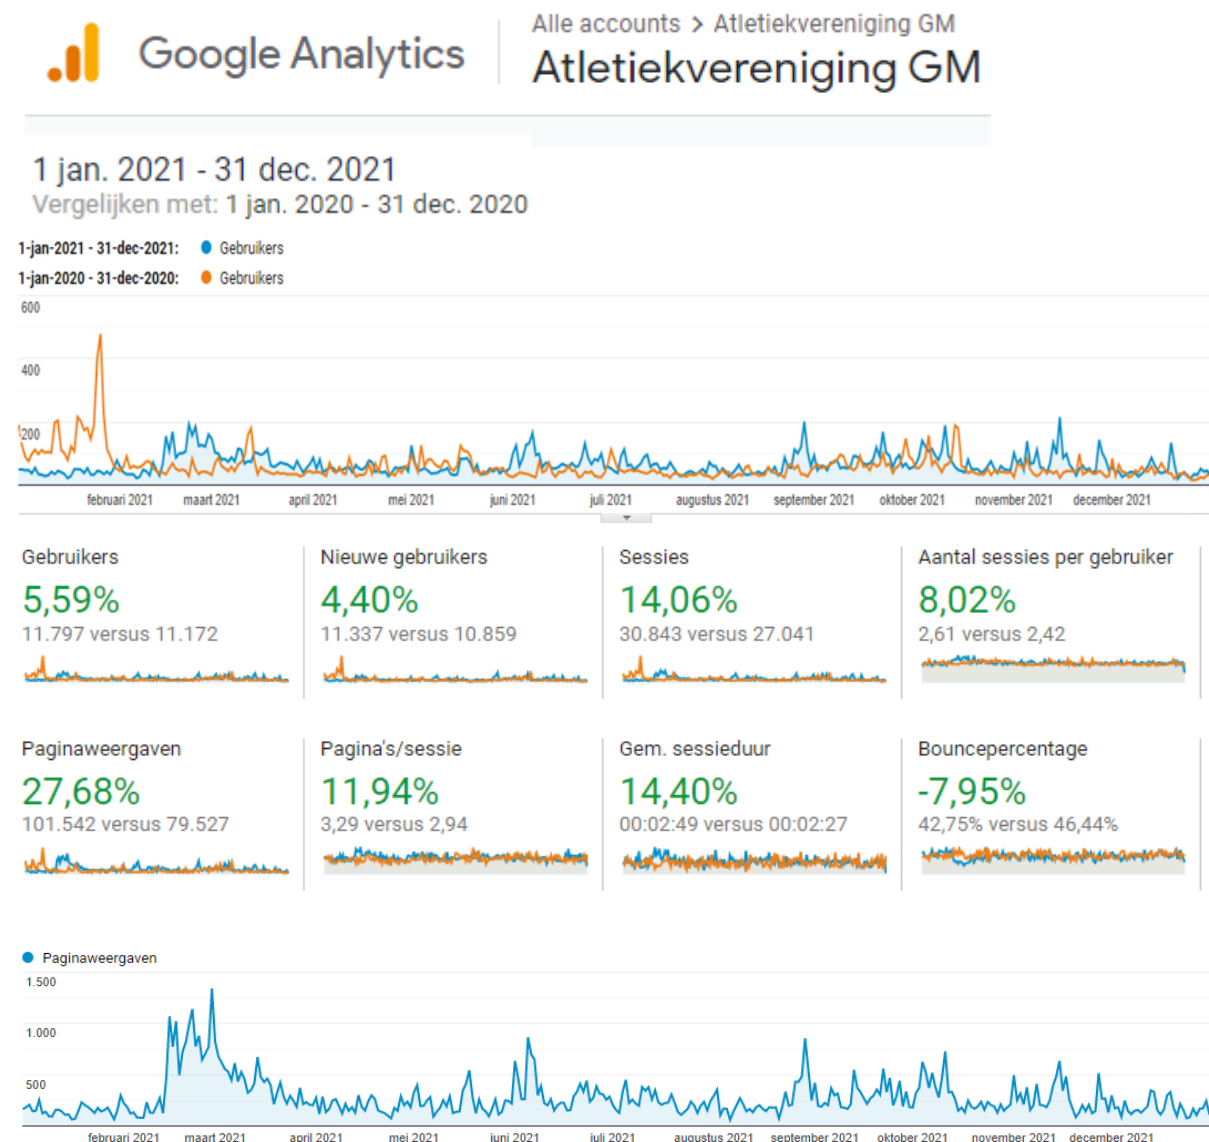 Google Analytics
Alle accounts > Atletiekvereniging GM
Atletiekvereniging GM
1 jan. 2021 - 31 dec. 2021
Vergelijken met: 1 jan. 2020 - 31 dec. 2020
1-jan-2021 - 31-dec-2021: Gebruikers
1-jan-2020 - 31-dec-2020: Gebruikers
600
400
200
februari 2021 maart 2021 april 2021 mei 2021 juni 2021 juli 2021 augustus 2021 september 2021 oktober 2021 november 2021 december 2021
Gebruikers
5,59%
11.797 versus 11.172
Nieuwe gebruikers
4,40%
11.337 versus 10.859
Sessies
14,06%
30.843 versus 27.041
Aantal sessies per gebruiker
8,02%
2,61 versus 2,42
Paginaweergaven
27,68%
101.542 versus 79.527
Pagina's/sessie
11,94%
3,29 versus 2,94
Gem. sessieduur
14,40%
00:02:49 versus 00:02:27
Bouncepercentage
-7,95%
42,75% versus 46,44%
Paginaweergaven
1.500
1.000
500
februari 2021 maart 2021 april 2021 mei 2021 juni 2021 juli 2021 augustus 2021 september 2021 oktober 2021 november 2021 december 2021